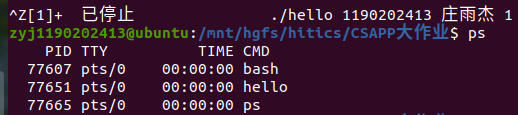 ^Z[1]+  已停止               ./hello 1190202413 庄雨杰 1
zyj1190202413@ubuntu:/mnt/hgfs/hitics/CSAPP大作业$ ps
    PID TTY          TIME CMD
  77607 pts/0    00:00:00 bash
  77651 pts/0    00:00:00 hello
  77665 pts/0    00:00:00 ps